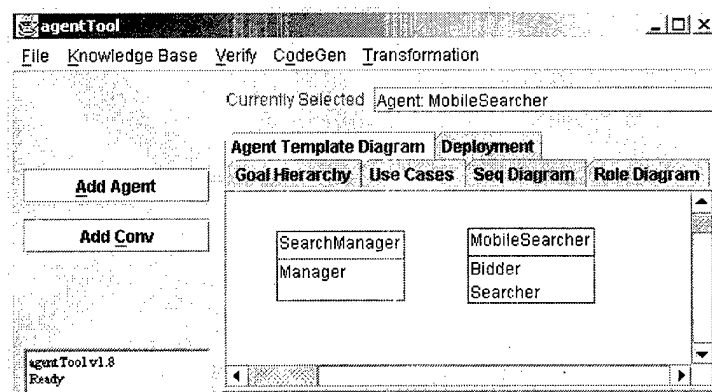 agentTool
File Knowledge Base Verify CodeGen Transformation
Currently Selected Agent: MobileSearcher
Agent Template Diagram Deployment
Goal Hierarchy Use Cases Seq Diagram Role Diagram
Add Agent
Add Conv
SearchManager
Manager
MobileSearcher
Bidder
Searcher
agentTool v1.8
Ready